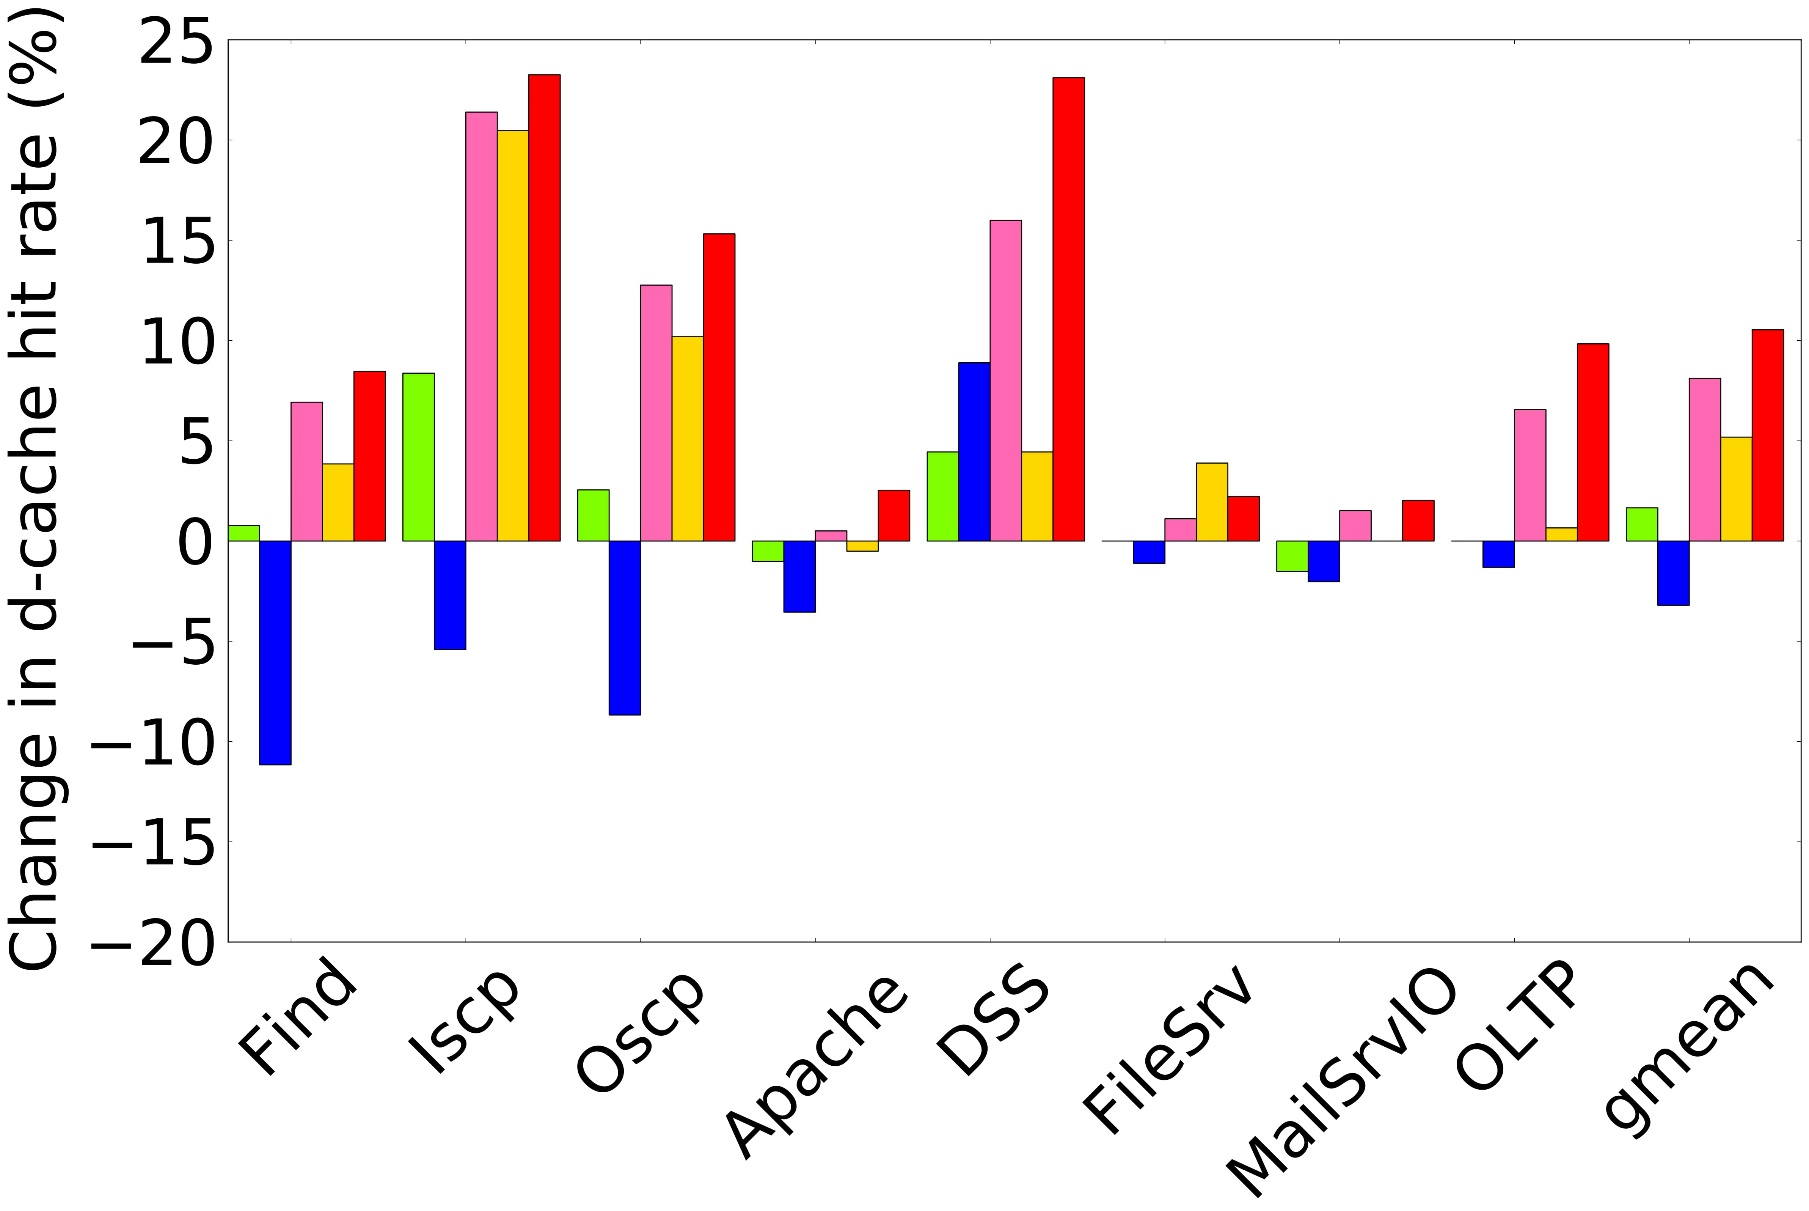 Change in d-cache hit rate (%)
25
20
15
10
5
0
−5
−10
−15
−20
Find
Iscp
Oscp
Apache
DSS
FileSrv
MailSrvIO
OLTP
gmean